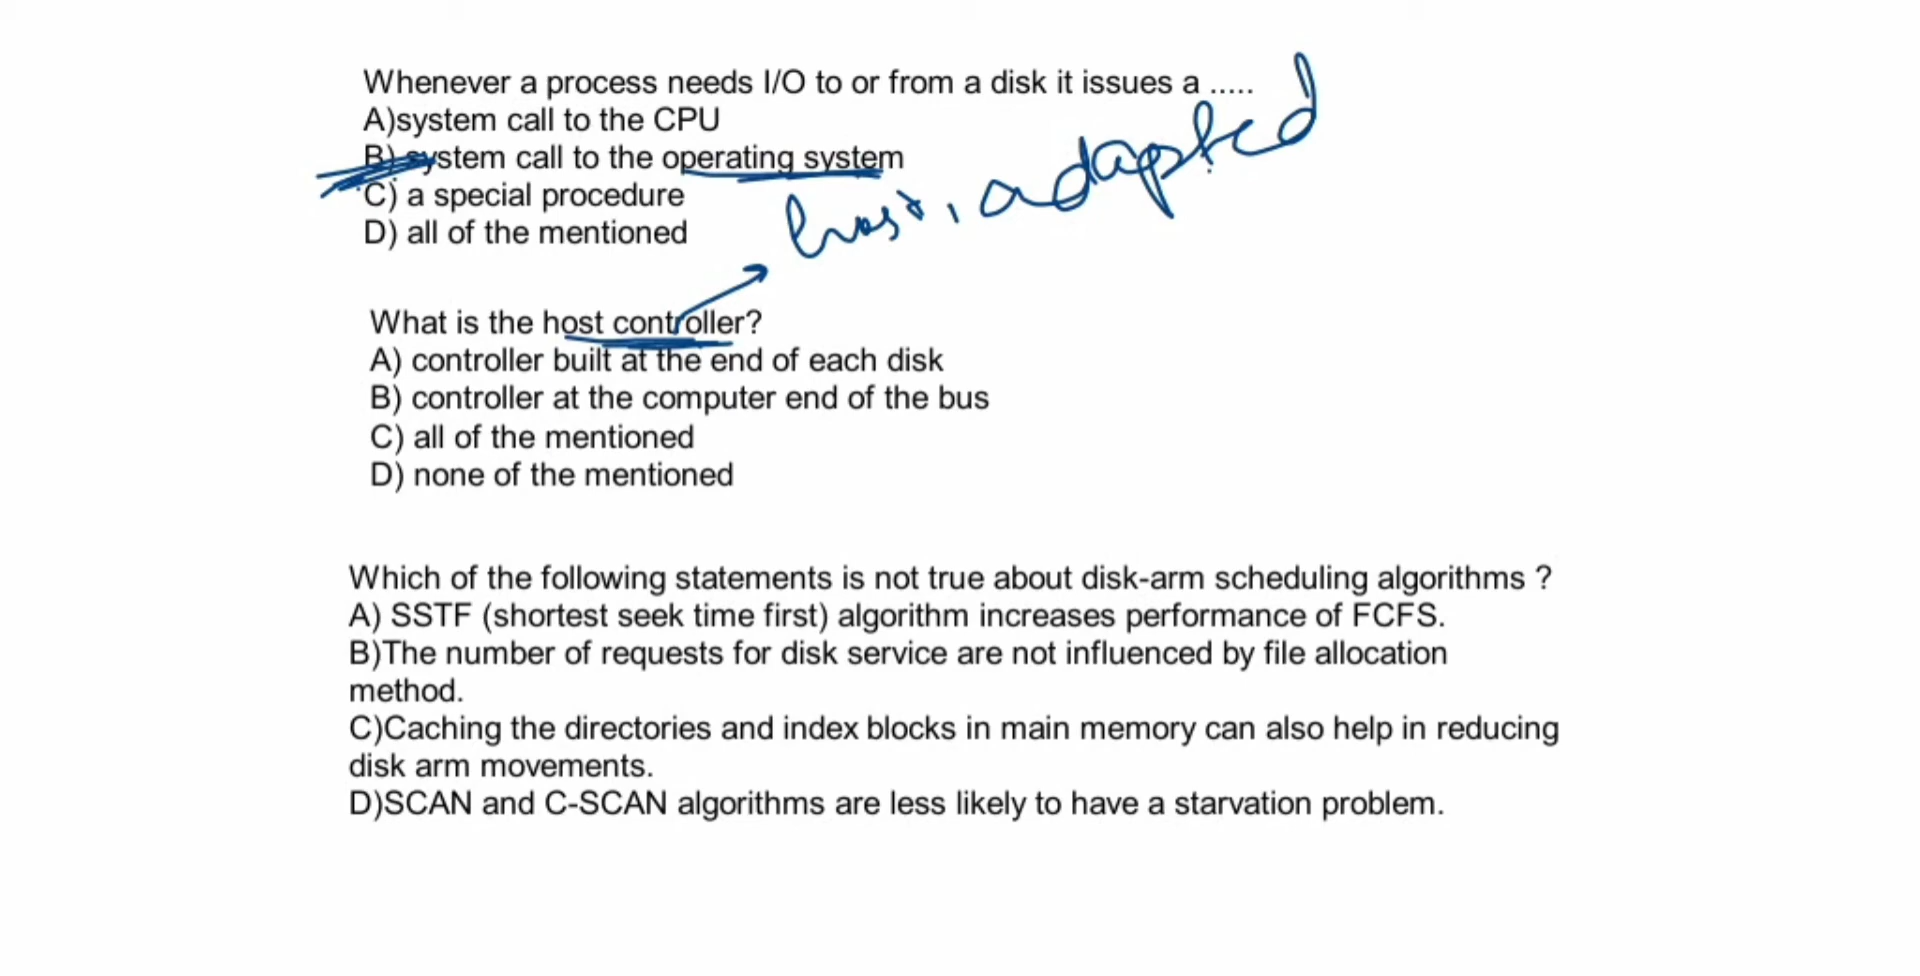 Whenever a process needs I/O to or from a disk it issues a .....
A)system call to the CPU
B) system call to the operating system
C) a special procedure
D) all of the mentioned
host, adapted
What is the host controller?
A) controller built at the end of each disk
B) controller at the computer end of the bus
C) all of the mentioned
D) none of the mentioned
Which of the following statements is not true about disk-arm scheduling algorithms ?
A) SSTF (shortest seek time first) algorithm increases performance of FCFS.
B)The number of requests for disk service are not influenced by file allocation
method.
C)Caching the directories and index blocks in main memory can also help in reducing
disk arm movements.
D)SCAN and C-SCAN algorithms are less likely to have a starvation problem.